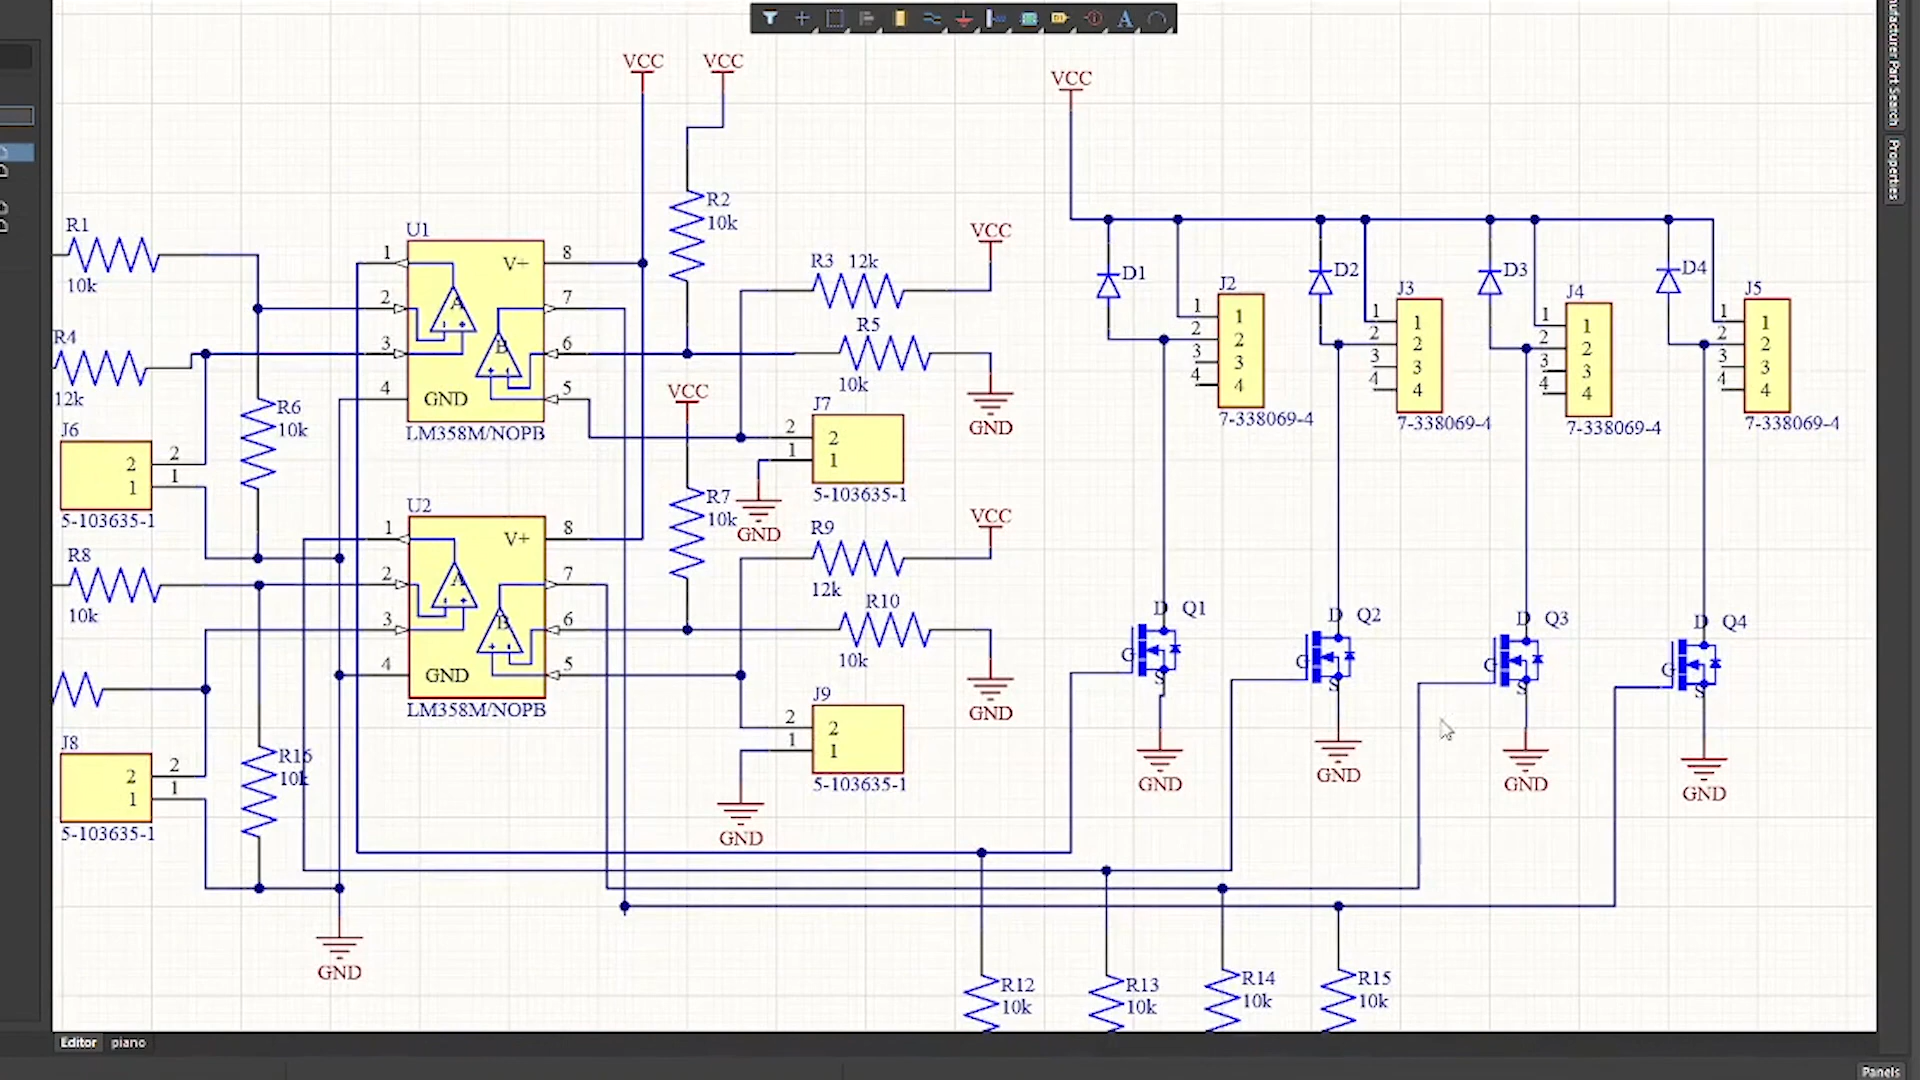 VCC
VCC
VCC
R1
10k
R4
12k
J6
2
1
2
1
5-103635-1
R6
10k
U1
1
2
3
4
V+
GND
A
B
8
7
6
5
LM358M/NOPB
R2
10k
R3 12k
VCC
R5
10k
GND
J7
2
1
2
1
5-103635-1
GND
VCC
R7
10k
R8
10k
J8
2
1
2
1
5-103635-1
R16
10k
U2
1
2
3
4
V+
GND
A
B
8
7
6
5
LM358M/NOPB
R9
12k
VCC
R10
10k
GND
J9
2
1
2
1
5-103635-1
GND
GND
D1
J2
1
2
3
4
1
2
3
4
7-338069-4
D2
J3
1
2
3
4
1
2
3
4
7-338069-4
D3
J4
1
2
3
4
1
2
3
4
7-338069-4
D4
J5
1
2
3
4
1
2
3
4
7-338069-4
D Q1
G
S
GND
D Q2
G
S
GND
D Q3
G
S
GND
D Q4
G
S
GND
R12
10k
R13
10k
R14
10k
R15
10k
Editor piano
Panels
Part Search
Properties